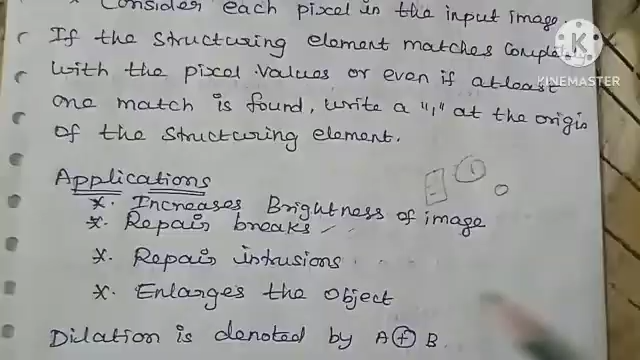 * Consider each pixel in the input image.
If the structuring element matches complet
with the pixel values or even if atleast
one match is found, write a "1" at the origin
of the structuring element.
Applications
* Increases Brightness of image
* Repair breaks
* Repair intrusions
* Enlarges the object
Dilation is denoted by A ⊕ B.
KINEMASTER